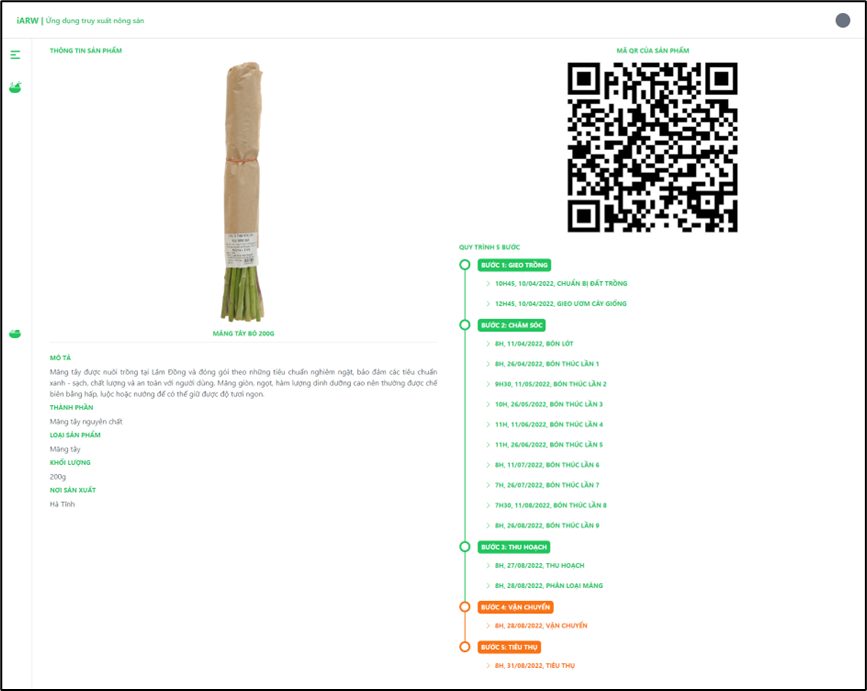 iARW | Ứng dụng truy xuất nông sản
THÔNG TIN SẢN PHẨM
MĂNG TÂY BÓ 200G
MÔ TẢ
Măng tây được nuôi trồng tại Lâm Đồng và đóng gói theo những tiêu chuẩn nghiêm ngặt, bảo đảm các tiêu chuẩn
xanh - sạch, chất lượng và an toàn với người dùng. Măng giòn, ngọt, hàm lượng dinh dưỡng cao nên thường được chế
biến bằng hấp, luộc hoặc nướng để có thể giữ được độ tươi ngon.
THÀNH PHẦN
Măng tây nguyên chất
LOẠI SẢN PHẨM
Măng tây
KHỐI LƯỢNG
200g
NƠI SẢN XUẤT
Hà Tĩnh
MÃ QR CỦA SẢN PHẨM
QUY TRÌNH 5 BƯỚC
BƯỚC 1: GIEO TRỒNG
10H45, 10/04/2022, CHUẨN BỊ ĐẤT TRỒNG
12H45, 10/04/2022, GIEO ƯƠM CÂY GIỐNG
BƯỚC 2: CHĂM SÓC
8H, 11/04/2022, BÓN LÓT
8H, 26/04/2022, BÓN THÚC LẦN 1
9H30, 11/05/2022, BÓN THÚC LẦN 2
10H, 26/05/2022, BÓN THÚC LẦN 3
11H, 11/06/2022, BÓN THÚC LẦN 4
11H, 26/06/2022, BÓN THÚC LẦN 5
8H, 11/07/2022, BÓN THÚC LẦN 6
7H, 26/07/2022, BÓN THÚC LẦN 7
7H30, 11/08/2022, BÓN THÚC LẦN 8
8H, 26/08/2022, BÓN THÚC LẦN 9
BƯỚC 3: THU HOẠCH
8H, 27/08/2022, THU HOẠCH
8H, 28/08/2022, PHÂN LOẠI MĂNG
BƯỚC 4: VẬN CHUYỂN
8H, 28/08/2022, VẬN CHUYỂN
BƯỚC 5: TIÊU THỤ
8H, 31/08/2022, TIÊU THỤ